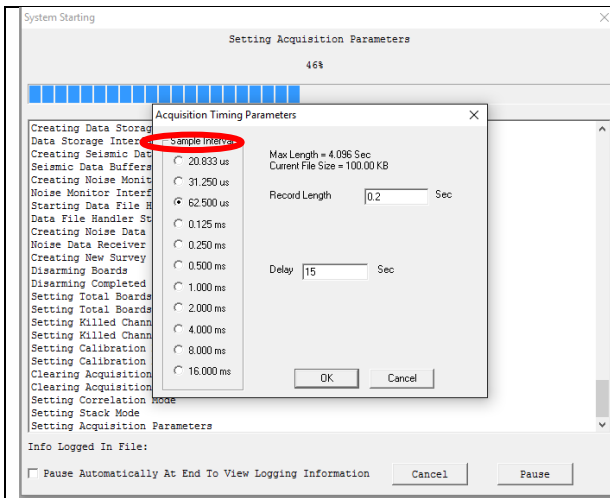 System Starting
Setting Acquisition Parameters
46%
Acquisition Timing Parameters
Sample Interval
20.833 us
31.250 us
62.500 us
0.125 ms
0.250 ms
0.500 ms
1.000 ms
2.000 ms
4.000 ms
8.000 ms
16.000 ms
Max Length = 4.096 Sec
Current File Size = 100.00 KB
Record Length 0.2 Sec
Delay 15 Sec
OK Cancel
Creating Data Storag
Data Storage Inter
Creating Seismic Dat
Seismic Data Buffers
Creating Noise Monit
Noise Monitor Interf
Starting Data File H
Data File Handler St
Creating Noise Data
Noise Data Receiver
Creating New Survey
Disarming Boards
Disarming Completed
Setting Total Boards
Setting Total Boards
Setting Killed Chann
Setting Killed Chann
Setting Calibration
Setting Calibration
Clearing Acquisition
Clearing Acquisition
Setting Correlation Mode
Setting Stack Mode
Setting Acquisition Parameters
Info Logged In File:
Pause Automatically At End To View Logging Information Cancel Pause